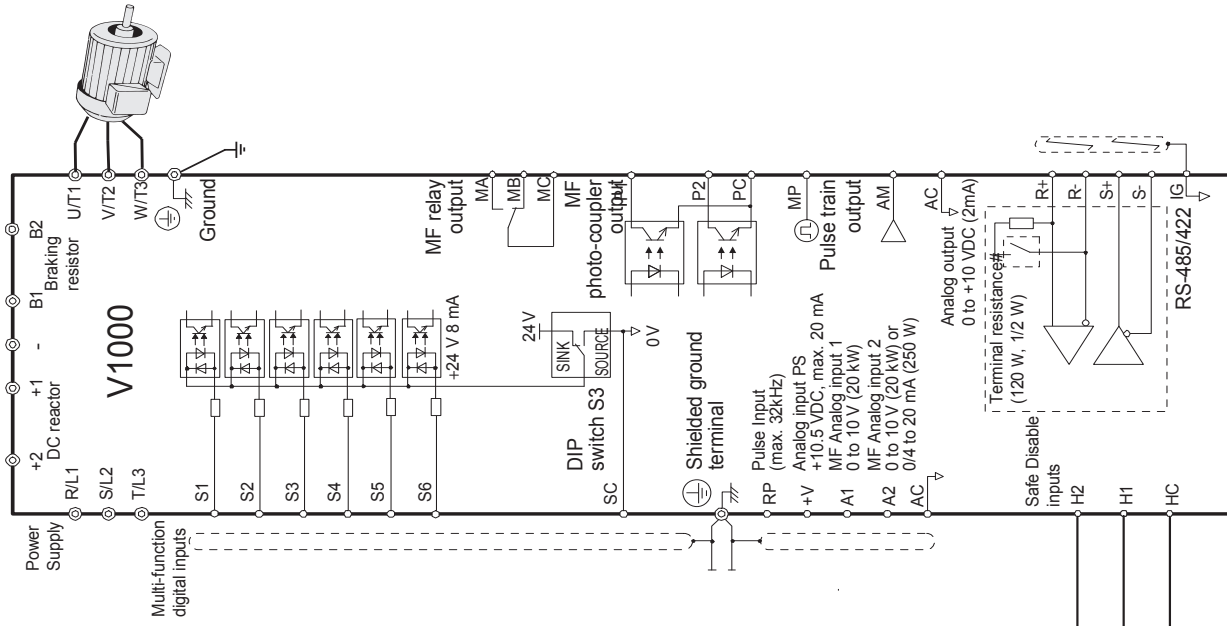 U/T1
V/T2
W/T3
Ground
MA
MB
MC
MF relay
output
MF
photo-coupler
output
P2
PC
MP
Pulse train
output
AM
AC
Analog output
0 to +10 VDC (2mA)
R+
R-
S+
S-
IG
RS-485/422
Terminal resistance#
(120 W, 1/2 W)
B2
Braking
resistor
B1
-
+1
DC reactor
+2
V1000
+24 V 8 mA
24 V
SINK
SOURCE
0 V
DIP
switch S3
Shielded ground
terminal
Pulse Input
(max. 32kHz)
Analog input PS
+10.5 VDC, max. 20 mA
MF Analog input 1
0 to 10 V (20 kW)
MF Analog input 2
0 to 10 V (20 kW) or
0/4 to 20 mA (250 W)
Safe Disable
inputs
R/L1
S/L2
T/L3
S1
S2
S3
S4
S5
S6
SC
RP
+V
A1
A2
AC
H2
H1
HC
Power
Supply
Multi-function
digital inputs